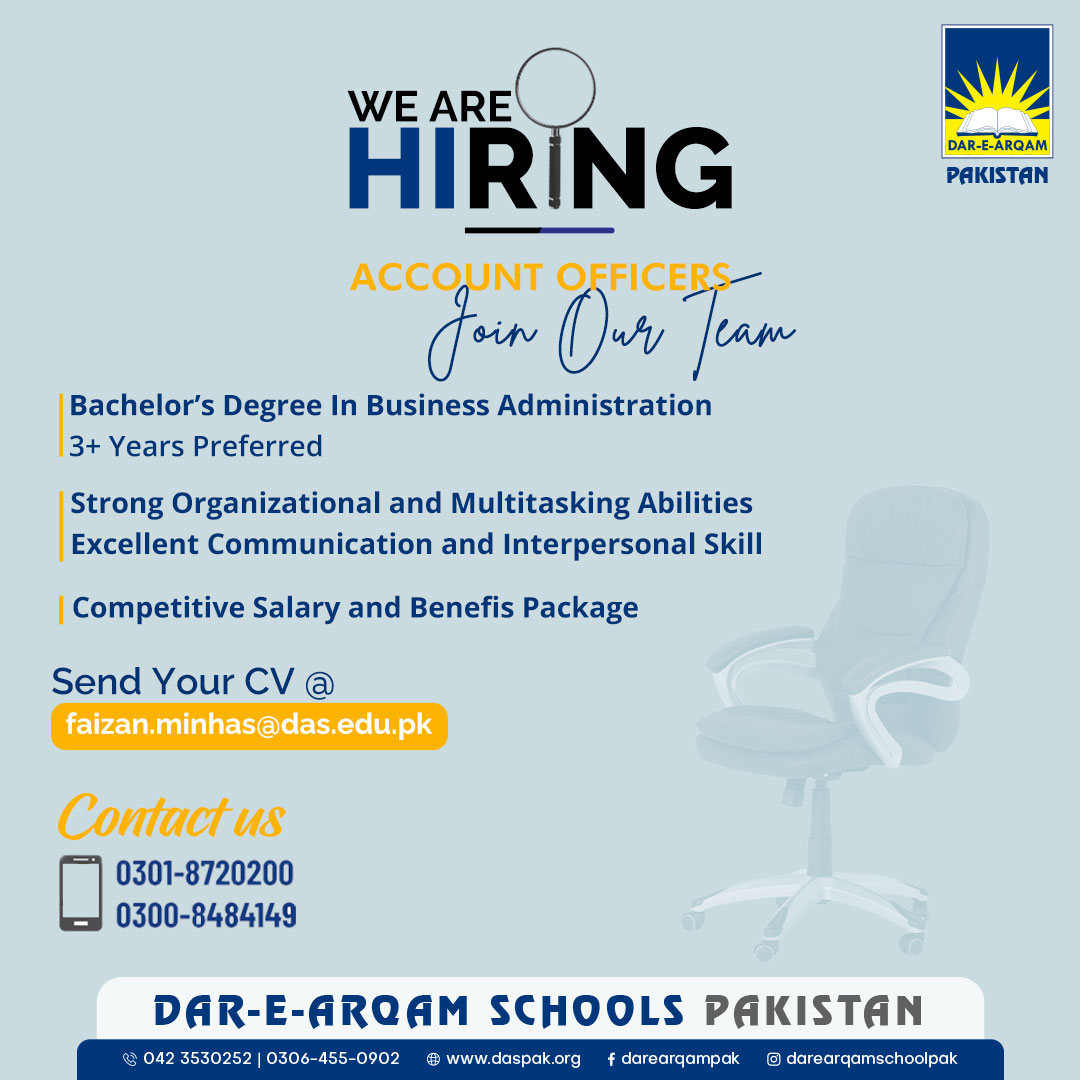 WE ARE
HIRING
DAR-E-ARQAM
PAKISTAN
ACCOUNT OFFICERS
Join Our Team
Bachelor’s Degree In Business Administration
3+ Years Preferred
Strong Organizational and Multitasking Abilities
Excellent Communication and Interpersonal Skill
Competitive Salary and Benefis Package
Send Your CV @
faizan.minhas@das.edu.pk
Contact us
0301-8720200
0300-8484149
DAR-E-ARQAM SCHOOLS PAKISTAN
042 3530252 | 0306-455-0902 www.daspak.org darearqampak darearqamschoolpak